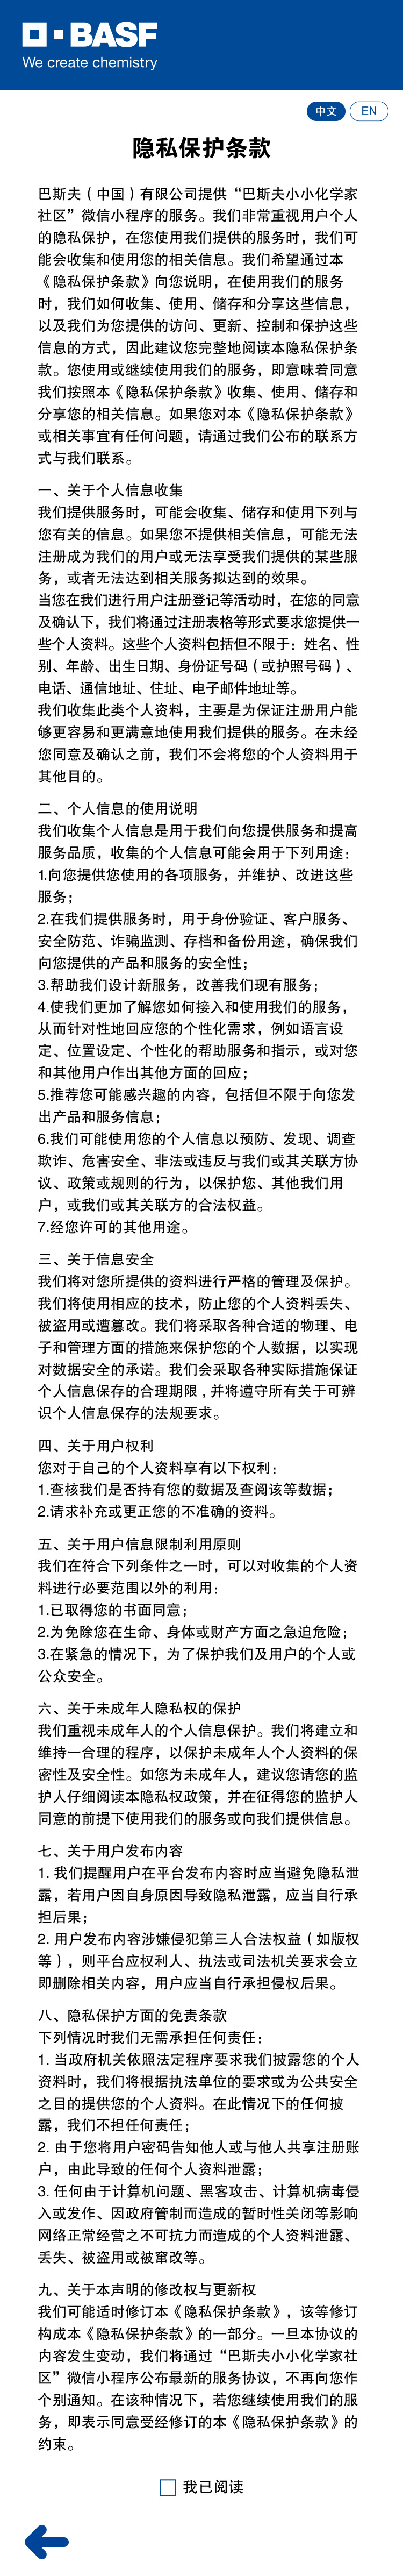 BASF
We create chemistry
中文
EN
隐私保护条款
巴斯夫（中国）有限公司提供“巴斯夫小小化学家
社区”微信小程序的服务。我们非常重视用户个人
的隐私保护，在您使用我们提供的服务时，我们可
能会收集和使用您的相关信息。我们希望通过本
《隐私保护条款》向您说明，在使用我们的服务
时，我们如何收集、使用、储存和分享这些信息，
以及我们为您提供的访问、更新、控制和保护这些
信息的方式，因此建议您完整地阅读本隐私保护条
款。您使用或继续使用我们的服务，即意味着同意
我们按照本《隐私保护条款》收集、使用、储存和
分享您的相关信息。如果您对本《隐私保护条款》
或相关事宜有任何问题，请通过我们公布的联系方
式与我们联系。
一、关于个人信息收集
我们提供服务时，可能会收集、储存和使用下列与
您有关的信息。如果您不提供相关信息，可能无法
注册成为我们的用户或无法享受我们提供的某些服
务，或者无法达到相关服务拟达到的效果。
当您在我们进行用户注册登记等活动时，在您的同意
及确认下，我们将通过注册表格等形式要求您提供一
些个人资料。这些个人资料包括但不限于：姓名、性
别、年龄、出生日期、身份证号码（或护照号码）、
电话、通信地址、住址、电子邮件地址等。
我们收集此类个人资料，主要是为保证注册用户能
够更容易和更满意地使用我们提供的服务。在未经
您同意及确认之前，我们不会将您的个人资料用于
其他目的。
二、个人信息的使用说明
我们收集个人信息是用于我们向您提供服务和提高
服务品质，收集的个人信息可能会用于下列用途：
1.向您提供您使用的各项服务，并维护、改进这些
服务；
2.在我们提供服务时，用于身份验证、客户服务、
安全防范、诈骗监测、存档和备份用途，确保我们
向您提供的产品和服务的安全性；
3.帮助我们设计新服务，改善我们现有服务；
4.使我们更加了解您如何接入和使用我们的服务，
从而针对性地回应您的个性化需求，例如语言设
定、位置设定、个性化的帮助服务和指示，或对您
和其他用户作出其他方面的回应；
5.推荐您可能感兴趣的内容，包括但不限于向您发
出产品和服务信息；
6.我们可能使用您的个人信息以预防、发现、调查
欺诈、危害安全、非法或违反与我们或其关联方协
议、政策或规则的行为，以保护您、其他我们用
户，或我们或其关联方的合法权益。
7.经您许可的其他用途。
三、关于信息安全
我们将对您所提供的资料进行严格的管理及保护。
我们将使用相应的技术，防止您的个人资料丢失、
被盗用或遭篡改。我们将采取各种合适的物理、电
子和管理方面的措施来保护您的个人数据，以实现
对数据安全的承诺。我们会采取各种实际措施保证
个人信息保存的合理期限，并将遵守所有关于可辨
识个人信息保存的法规要求。
四、关于用户权利
您对于自己的个人资料享有以下权利：
1.查核我们是否持有您的数据及查阅该等数据；
2.请求补充或更正您的不准确的资料。
五、关于用户信息限制利用原则
我们在符合下列条件之一时，可以对收集的个人资
料进行必要范围以外的利用：
1.已取得您的书面同意；
2.为免除您在生命、身体或财产方面之急迫危险；
3.在紧急的情况下，为了保护我们及用户的个人或
公众安全。
六、关于未成年人隐私权的保护
我们重视未成年人的个人信息保护。我们将建立和
维持一合理的程序，以保护未成年人个人资料的保
密性及安全性。如您为未成年人，建议您请您的监
护人仔细阅读本隐私权政策，并在征得您的监护人
同意的前提下使用我们的服务或向我们提供信息。
七、关于用户发布内容
1. 我们提醒用户在平台发布内容时应当避免隐私泄
露，若用户因自身原因导致隐私泄露，应当自行承
担后果；
2. 用户发布内容涉嫌侵犯第三人合法权益（如版权
等），则平台应权利人、执法或司法机关要求会立
即删除相关内容，用户应当自行承担侵权后果。
八、隐私保护方面的免责条款
下列情况时我们无需承担任何责任：
1. 当政府机关依照法定程序要求我们披露您的个人
资料时，我们将根据执法单位的要求或为公共安全
之目的提供您的个人资料。在此情况下的任何披
露，我们不担任何责任；
2. 由于您将用户密码告知他人或与他人共享注册账
户，由此导致的任何个人资料泄露；
3. 任何由于计算机问题、黑客攻击、计算机病毒侵
入或发作、因政府管制而造成的暂时性关闭等影响
网络正常经营之不可抗力而造成的个人资料泄露、
丢失、被盗用或被窜改等。
九、关于本声明的修改权与更新权
我们可能适时修订本《隐私保护条款》，该等修订
构成本《隐私保护条款》的一部分。一旦本协议的
内容发生变动，我们将通过“巴斯夫小小化学家社
区”微信小程序公布最新的服务协议，不再向您作
个别通知。在该种情况下，若您继续使用我们的服
务，即表示同意受经修订的本《隐私保护条款》的
约束。
我已阅读